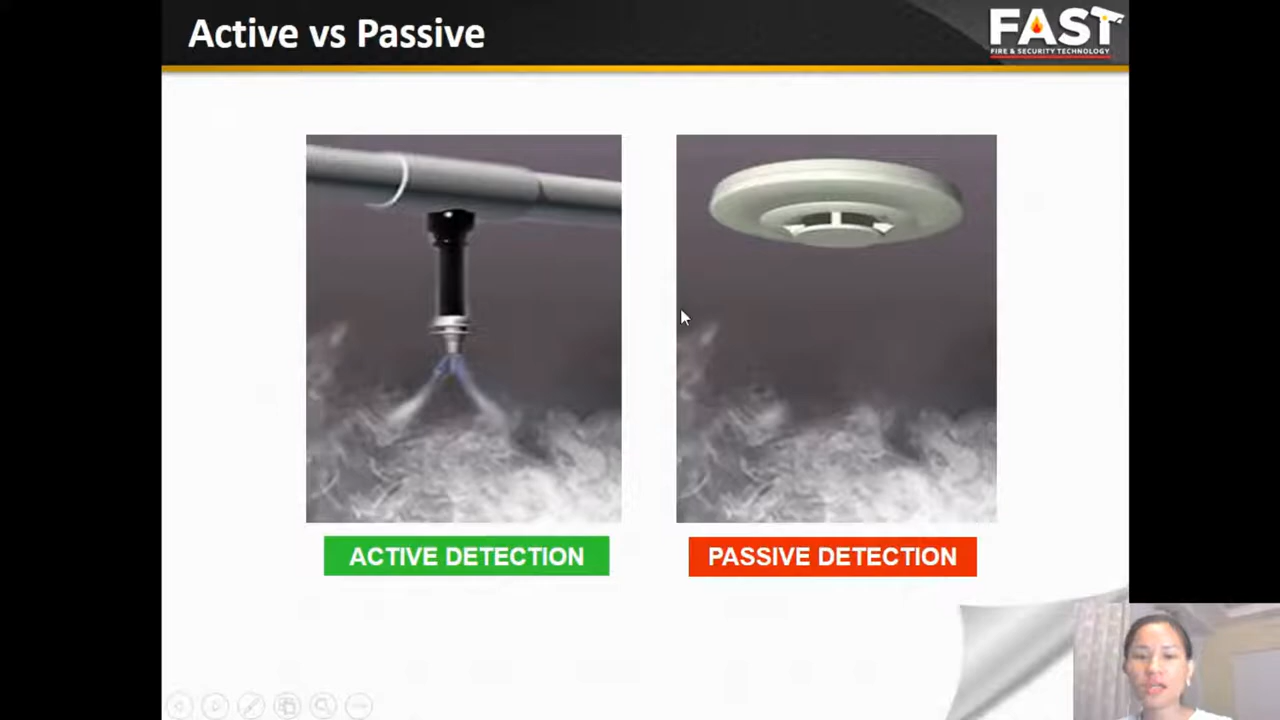 Active vs Passive
FAST
FIRE & SECURITY TECHNOLOGY
ACTIVE DETECTION
PASSIVE DETECTION